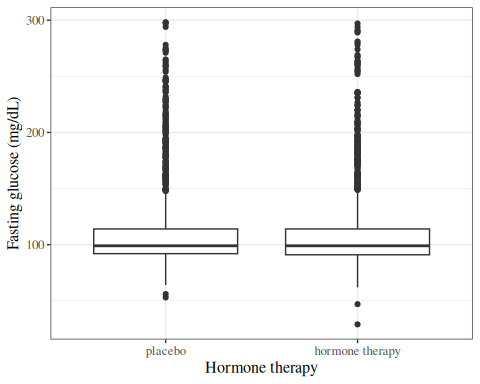 Fasting glucose (mg/dL)
300
200
100
placebo
hormone therapy
Hormone therapy